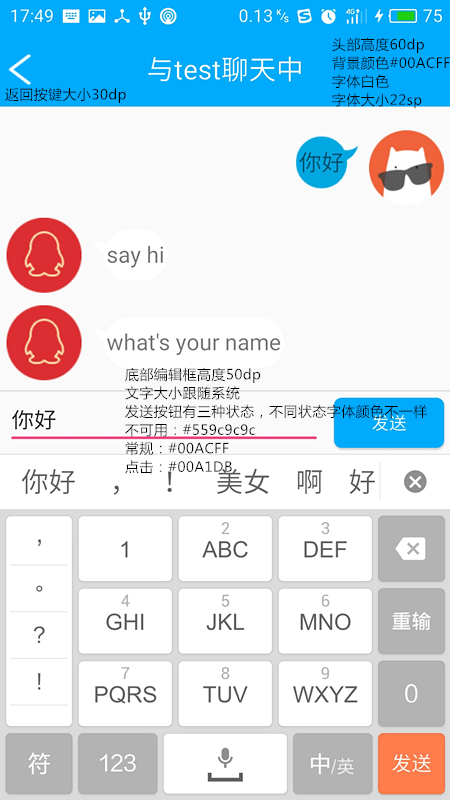 17:49 0.13 K/s 4G 75
与test聊天中
头部高度60dp
背景颜色#00ACFF
字体白色
字体大小22sp
返回按键大小30dp
你好
say hi
what's your name
底部编辑框高度50dp
文字大小跟随系统
发送按钮有三种状态，不同状态字体颜色不一样
不可用：#559c9c9c
常规：#00ACFF
点击：#00A1DB
你好
发送
你好 ， ！ 美女 啊 好
， 1 2 ABC 3 DEF
。 4 GHI 5 JKL 6 MNO 重输
？
！ 7 PQRS 8 TUV 9 WXYZ 0
符 123 中/英 发送